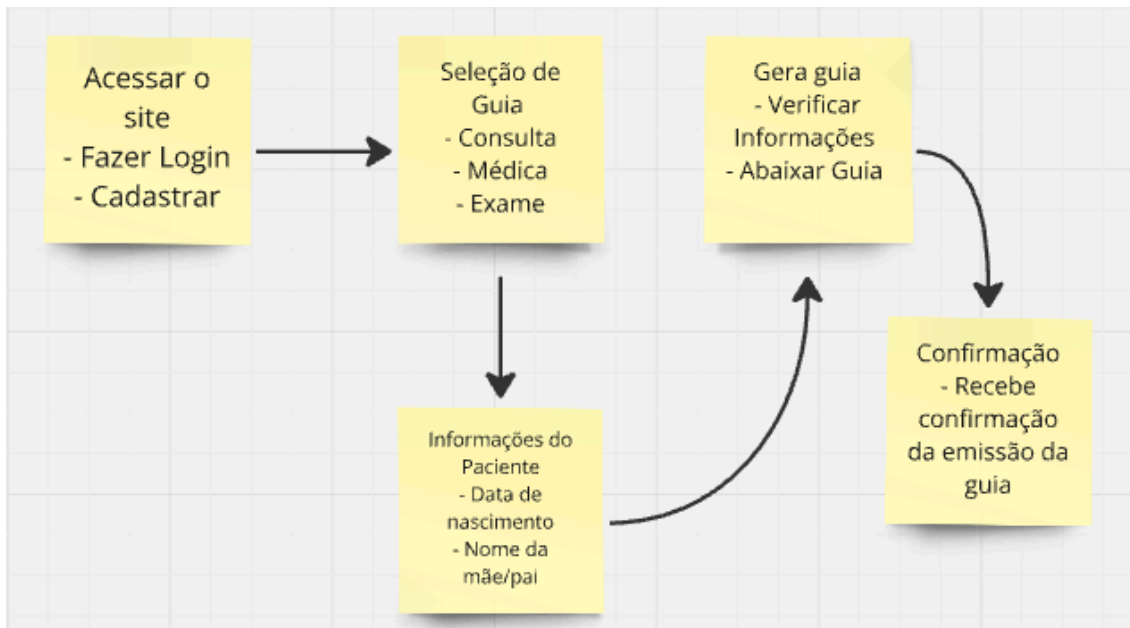 Acessar o
site
- Fazer Login
- Cadastrar
Seleção de
Guia
- Consulta
- Médica
- Exame
Informações do
Paciente
- Data de
nascimento
- Nome da
mãe/pai
Gera guia
- Verificar
Informações
- Abaixar Guia
Confirmação
- Recebe
confirmação
da emissão da
guia